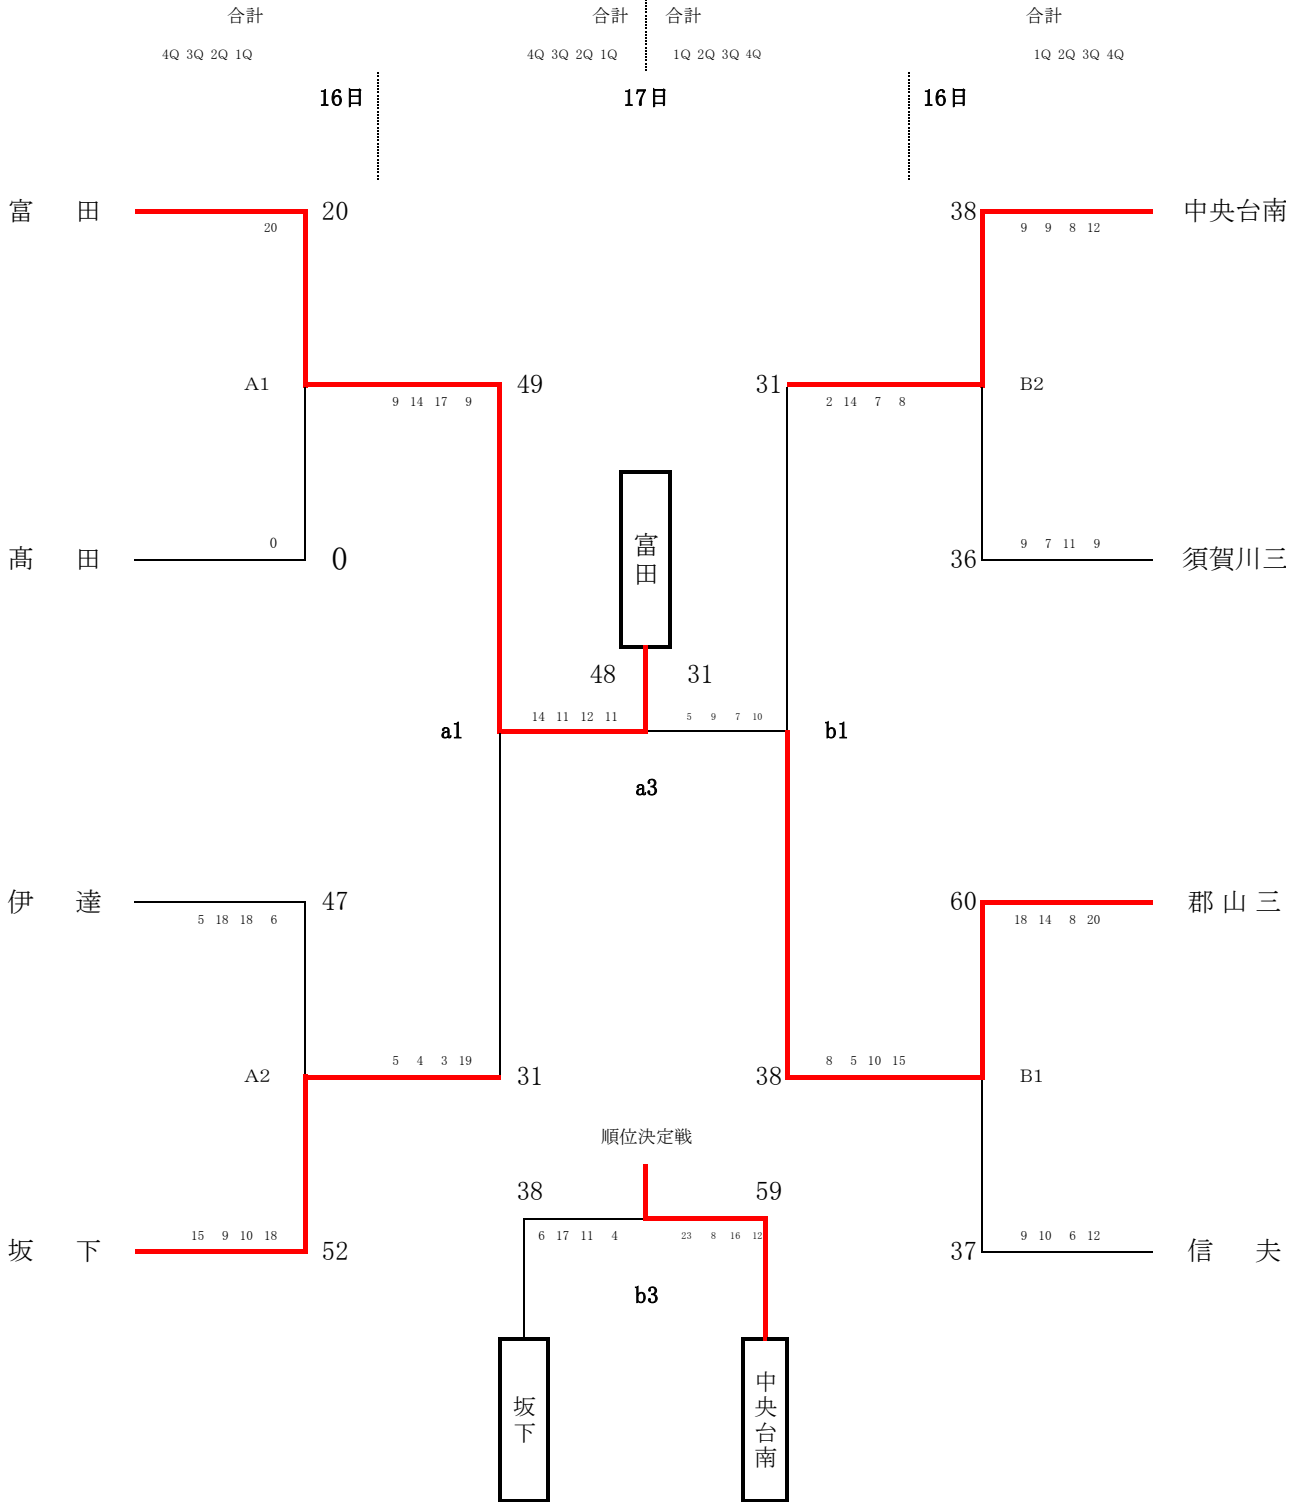 合計 合計 合計 合計
4Q 3Q 2Q 1Q 4Q 3Q 2Q 1Q 1Q 2Q 3Q 4Q 1Q 2Q 3Q 4Q
16日 17日 16日
富 田 20 38 中央台南
20 9 9 8 12
A1 49 31 B2
9 14 17 9 2 14 7 8
富田
0 9 7 11 9
髙 田 0 36 須賀川三
48 31
14 11 12 11 5 9 7 10
a1 b1
a3
伊 達 47 60 郡山三
5 18 18 6 18 14 8 20
5 4 3 19 8 5 10 15
A2 31 38 B1
順位決定戦
38 59
15 9 10 18 6 17 11 4 23 8 16 12 9 10 6 12
坂 下 52 37 信 夫
b3
坂下 中央台南